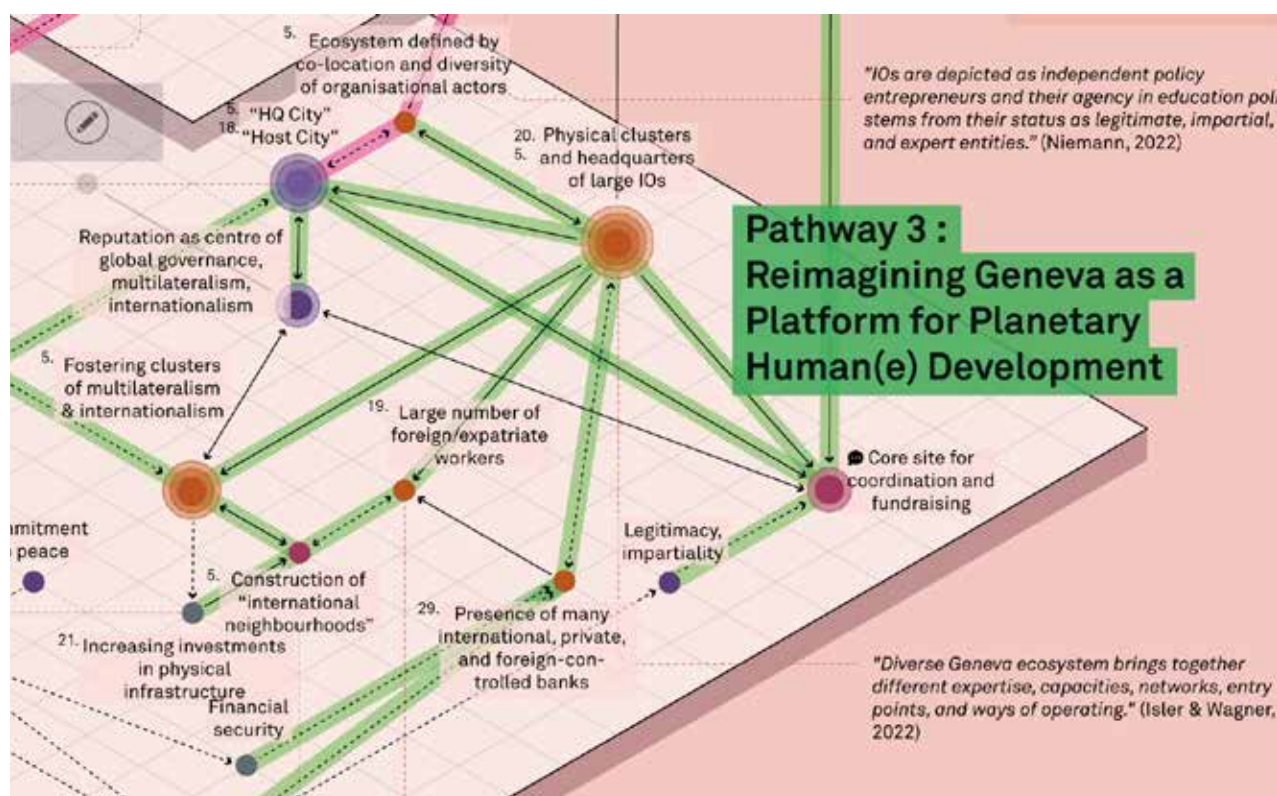 5. Ecosystem defined by
co-location and diversity
of organisational actors
5. "HQ City"
18. "Host City"
20. Physical clusters
5. and headquarters
of large IOs
"IOs are depicted as independent policy
entrepreneurs and their agency in education pol
stems from their status as legitimate, impartial,
and expert entities." (Niemann, 2022)
Pathway 3 :
Reimagining Geneva as a
Platform for Planetary
Human(e) Development
Reputation as centre of
global governance,
multilateralism,
internationalism
5. Fostering clusters
of multilateralism
& internationalism
19. Large number of
foreign/expatriate
workers
Core site for
coordination and
fundraising
Legitimacy,
impartiality
mmitment
peace
5. Construction of
"international
neighbourhoods"
21. Increasing investments
in physical
infrastructure
29. Presence of many
international, private,
and foreign-con-
trolled banks
Financial
security
"Diverse Geneva ecosystem brings together
different expertise, capacities, networks, entry
points, and ways of operating." (Isler & Wagner,
2022)